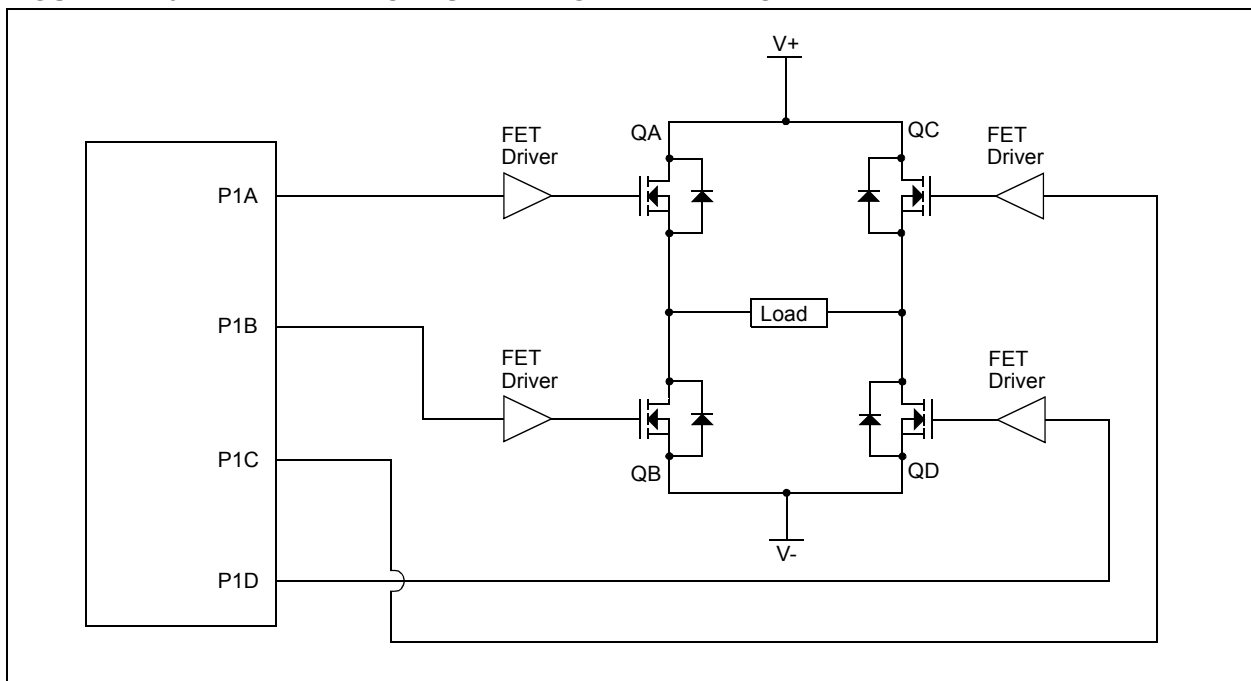 V+
QA
QC
FET
Driver
FET
Driver
P1A
P1B
Load
FET
Driver
FET
Driver
P1C
QB
QD
V-
P1D